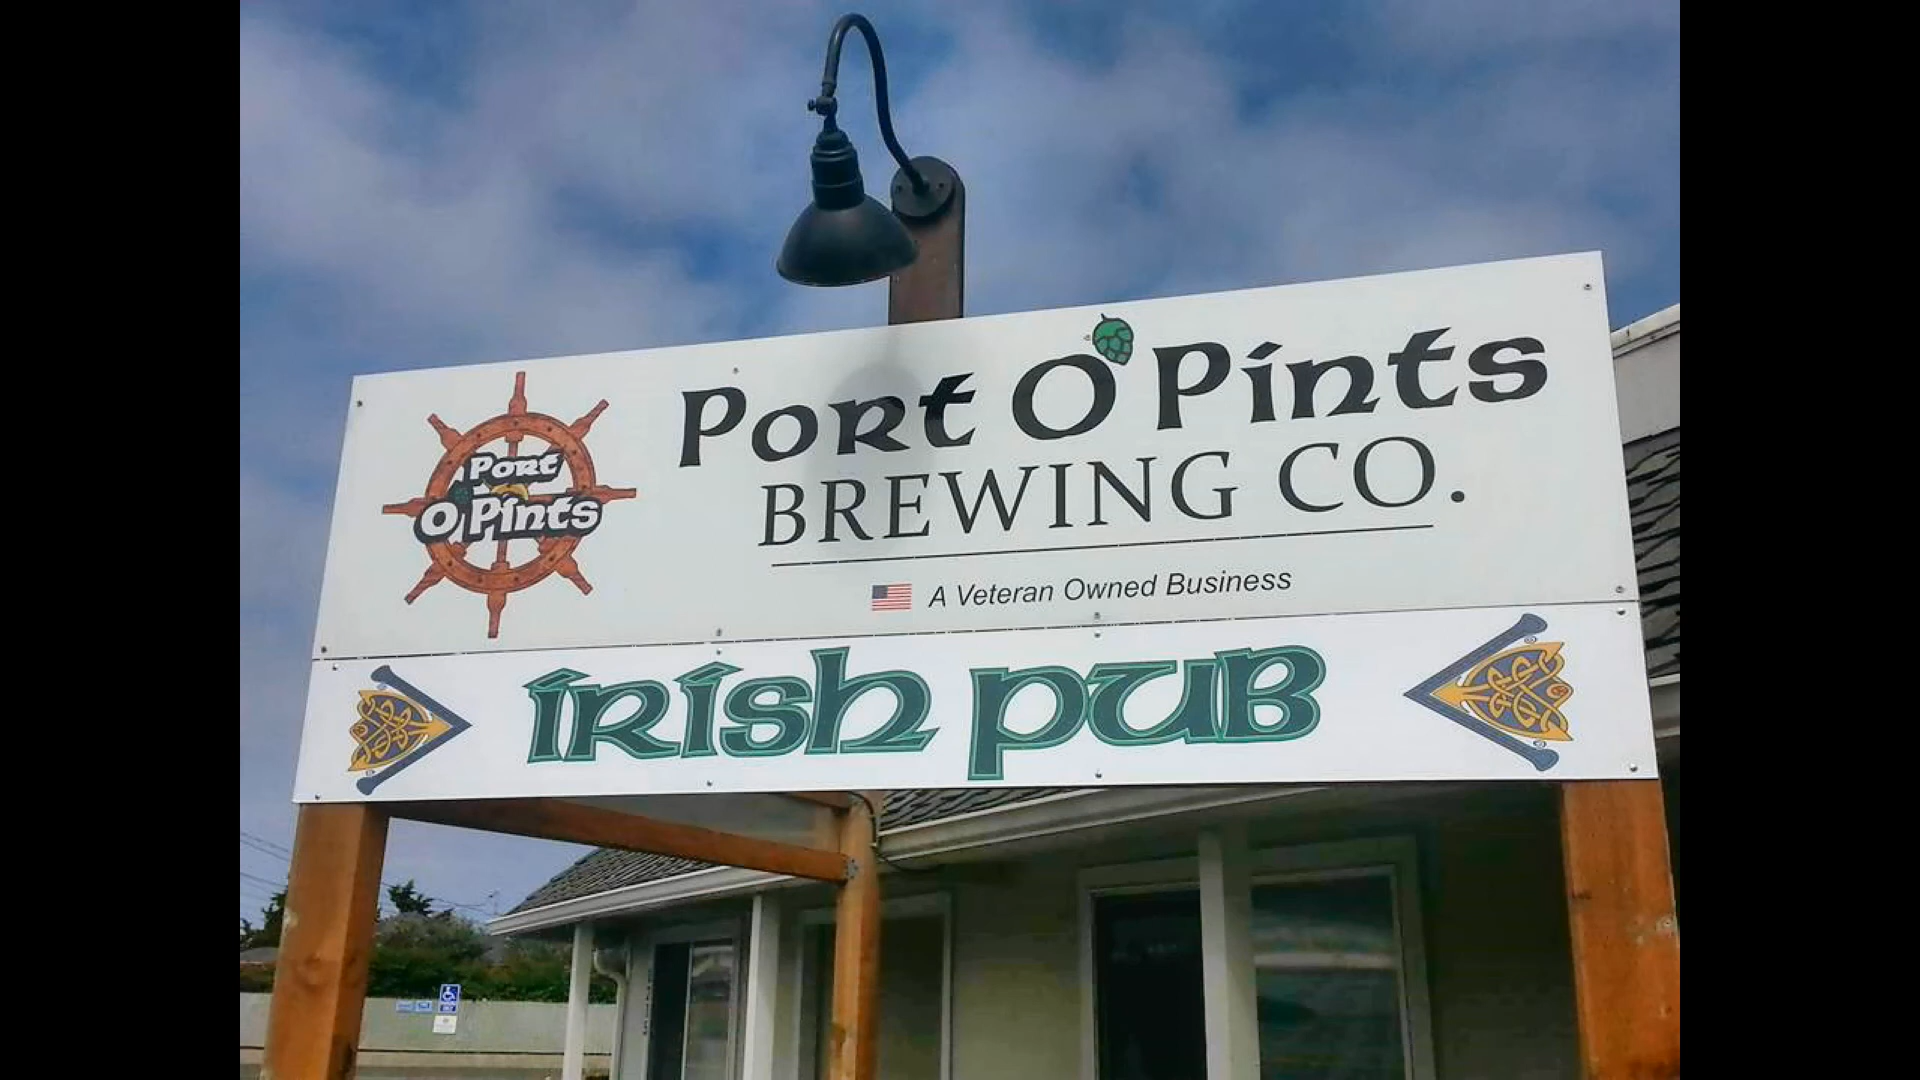 Port O Pints
BREWING CO.
Port
O Pints
A Veteran Owned Business
irish pub